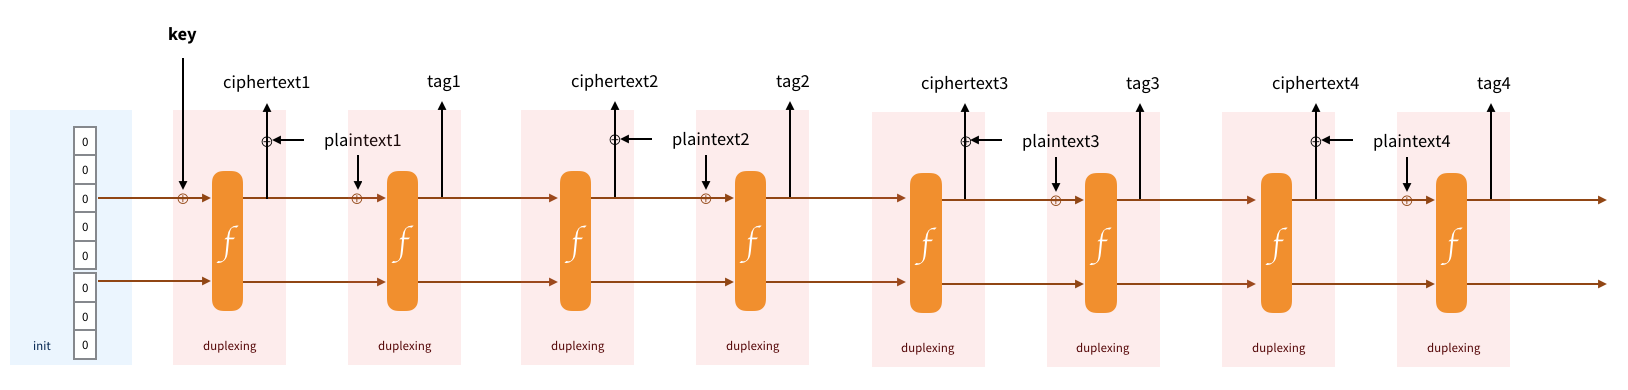 key
ciphertext1
tag1
ciphertext2
tag2
ciphertext3
tag3
ciphertext4
tag4
plaintext1
plaintext2
plaintext3
plaintext4
0
0
0
0
0
0
0
0
f
f
f
f
f
f
f
f
init
duplexing
duplexing
duplexing
duplexing
duplexing
duplexing
duplexing
duplexing